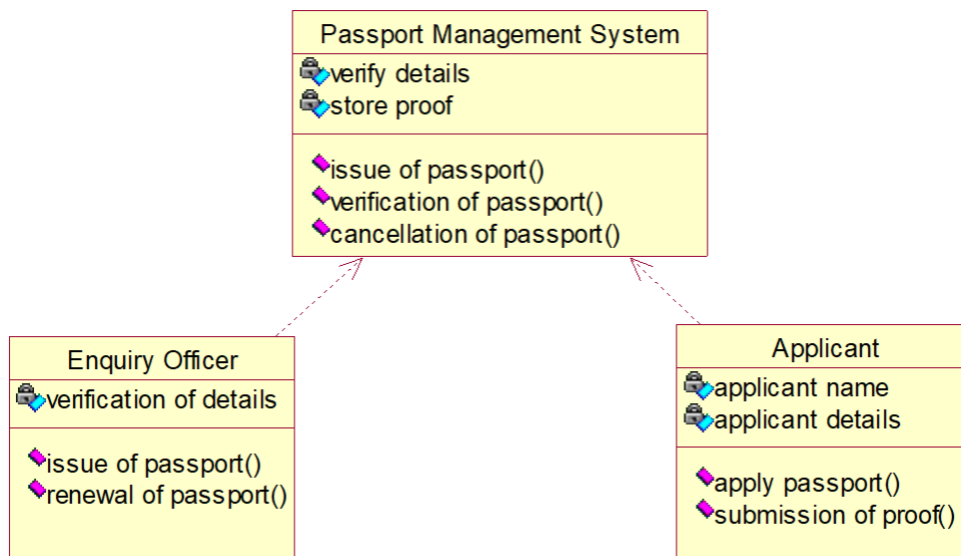 Passport Management System
verify details
store proof
issue of passport()
verification of passport()
cancellation of passport()
Enquiry Officer
verification of details
issue of passport()
renewal of passport()
Applicant
applicant name
applicant details
apply passport()
submission of proof()